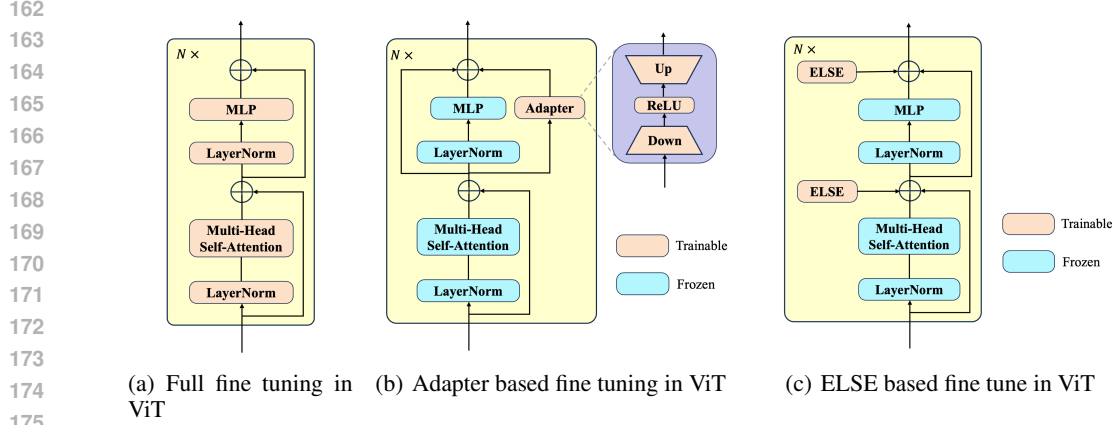 162
163
164
165
166
167
168
169
170
171
172
173
174
175
N ×
MLP
LayerNorm
Multi-Head
Self-Attention
LayerNorm
(a) Full fine tuning in
ViT
N ×
MLP
Adapter
LayerNorm
Multi-Head
Self-Attention
LayerNorm
Up
ReLU
Down
Trainable
Frozen
(b) Adapter based fine tuning in ViT
N ×
ELSE
MLP
LayerNorm
ELSE
Multi-Head
Self-Attention
LayerNorm
Trainable
Frozen
(c) ELSE based fine tune in ViT